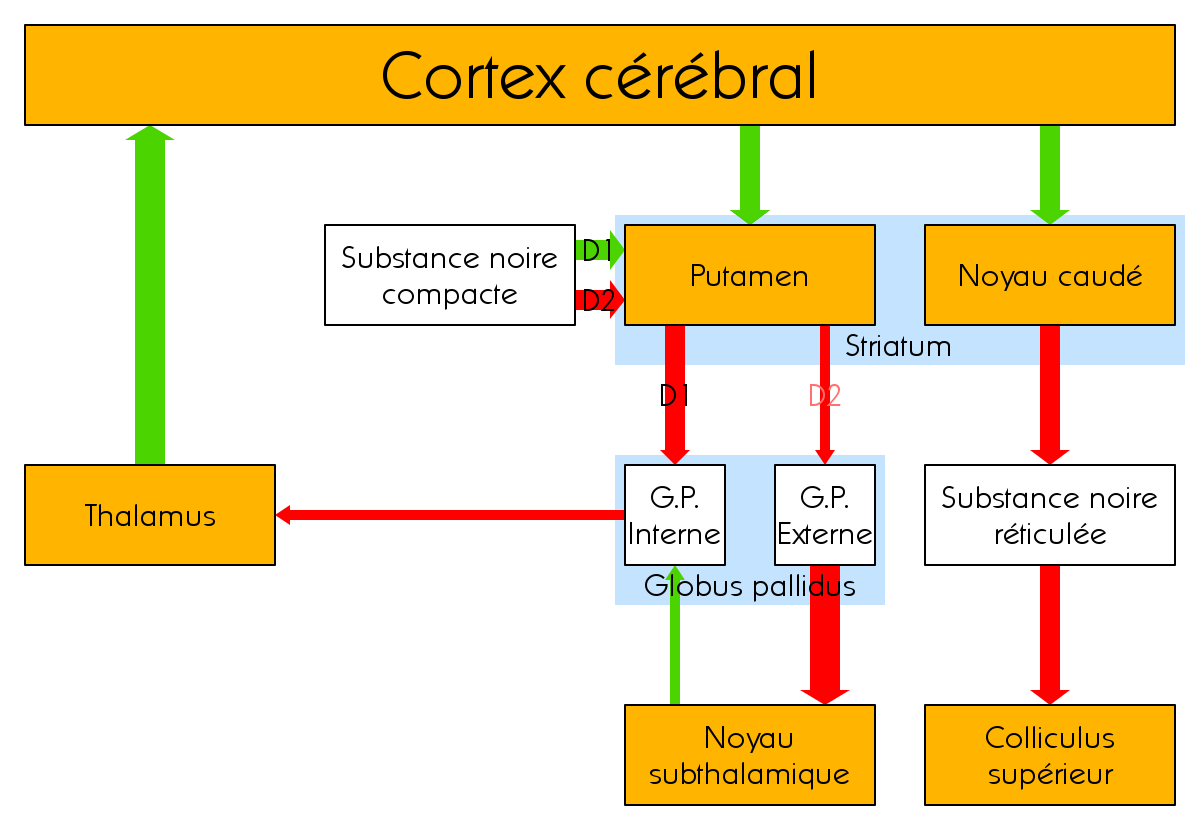 Cortex cérébral
Substance noire
compacte
D1
D2
Putamen
Noyau caudé
Striatum
D1
D2
Thalamus
G.P.
Interne
G.P.
Externe
Substance noire
réticulée
Globus pallidus
Noyau
subthalamique
Colliculus
supérieur